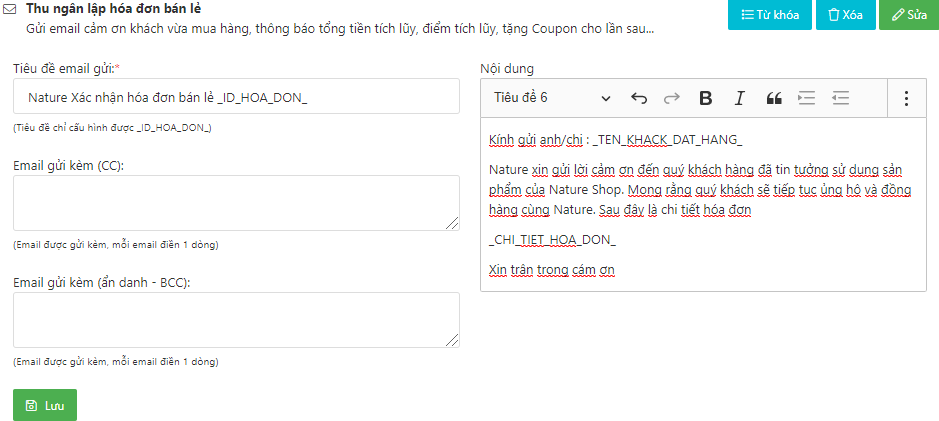 Thu ngân lập hóa đơn bán lẻ
Gửi email cảm ơn khách vừa mua hàng, thông báo tổng tiền tích lũy, điểm tích lũy, tặng Coupon cho lần sau...
Từ khóa
Xóa
Sửa
Tiêu đề email gửi:*
Nature Xác nhận hóa đơn bán lẻ _ID_HOA_DON_
(Tiêu đề chỉ cấu hình được _ID_HOA_DON_)
Email gửi kèm (CC):
(Email được gửi kèm, mỗi email điền 1 dòng)
Email gửi kèm (ẩn danh - BCC):
(Email được gửi kèm, mỗi email điền 1 dòng)
Lưu
Nội dung
Tiêu đề 6
B I
Kính gửi anh/chị : _TEN_KHACK_DAT_HANG_
Nature xin gửi lời cảm ơn đến quý khách hàng đã tin tưởng sử dụng sản
phẩm của Nature Shop. Mong rằng quý khách sẽ tiếp tục ủng hộ và đồng
hàng cùng Nature. Sau đây là chi tiết hóa đơn
_CHI_TIET_HOA_DON_
Xin trân trong cám ơn